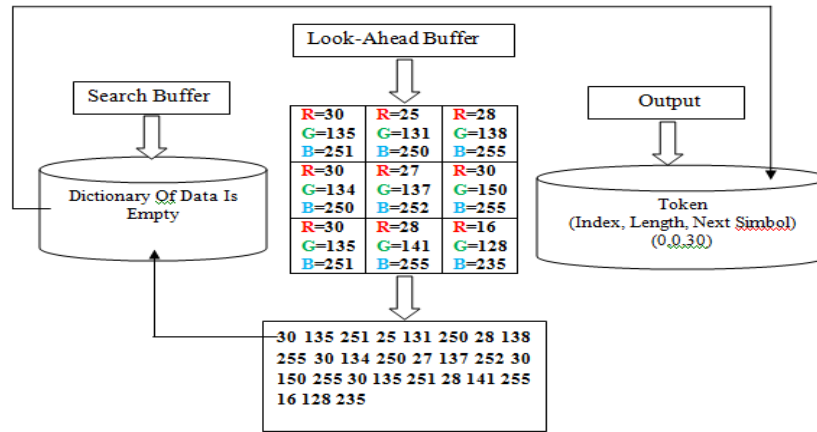 Look-Ahead Buffer
Search Buffer
Output
R=30 R=25 R=28
G=135 G=131 G=138
B=251 B=250 B=255
R=30 R=27 R=30
G=134 G=137 G=150
B=250 B=252 B=255
R=30 R=28 R=16
G=135 G=141 G=128
B=251 B=255 B=235
Dictionary Of Data Is
Empty
Token
(Index, Length, Next Simbol)
(0,0,30)
30 135 251 25 131 250 28 138
255 30 134 250 27 137 252 30
150 255 30 135 251 28 141 255
16 128 235